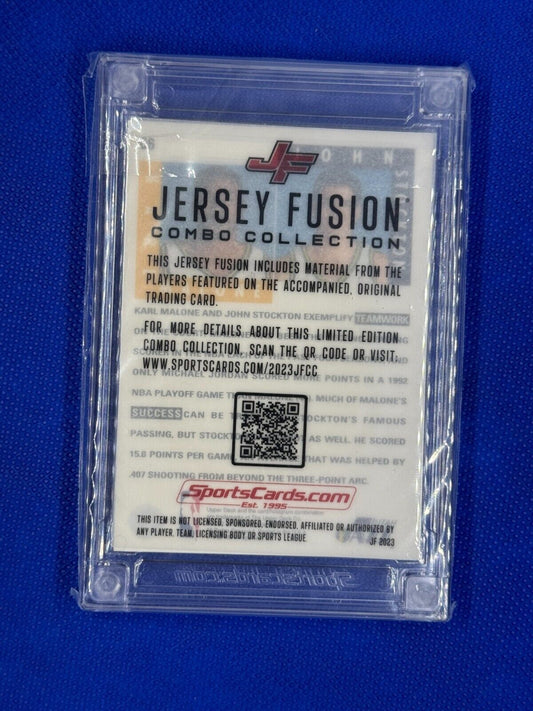 JF
JOHN
JERSEY FUSION
COMBO COLLECTION
THIS JERSEY FUSION INCLUDES MATERIAL FROM THE
PLAYERS FEATURED ON THE ACCOMPANIED, ORIGINAL
TRADING CARD.
KARL MALONE AND JOHN STOCKTON EXEMPLIFY TEAMWORK
FOR MORE DETAILS ABOUT THIS LIMITED EDITION
COMBO COLLECTION, SCAN THE QR CODE OR VISIT:
WWW.SPORTSCARDS.COM/2023JFCC
ONLY MICHAEL JORDAN SCORED MORE POINTS IN A 1992
NBA PLAYOFF GAME MUCH OF MALONE'S
SUCCESS CAN BE STOCKTON'S FAMOUS
PASSING, BUT AS WELL. HE SCORED
15.8 POINTS PER THAT WAS HELPED BY
.407 SHOOTING FROM BEYOND THE THREE-POINT ARC.
SportsCards.com
Est. 1995
THIS ITEM IS NOT LICENSED, SPONSORED, ENDORSED, AFFILIATED OR AUTHORIZED BY
ANY PLAYER, TEAM, LICENSING BODY OR SPORTS LEAGUE.
JF 2023
sportscards.com